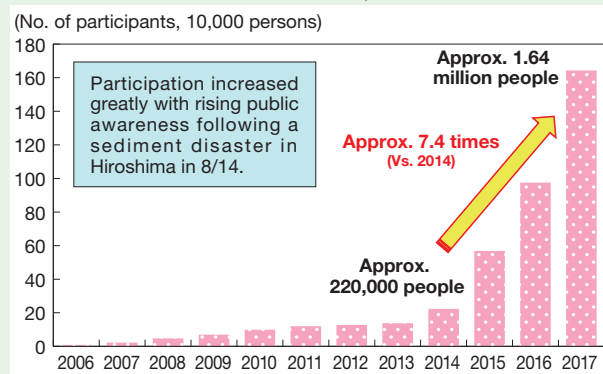 (No. of participants, 10,000 persons)
180
160
140
120
100
80
60
40
20
0
Participation increased
greatly with rising public
awareness following a
sediment disaster in
Hiroshima in 8/14.
Approx. 1.64
million people
Approx. 7.4 times
(Vs. 2014)
Approx.
220,000 people
2006 2007 2008 2009 2010 2011 2012 2013 2014 2015 2016 2017